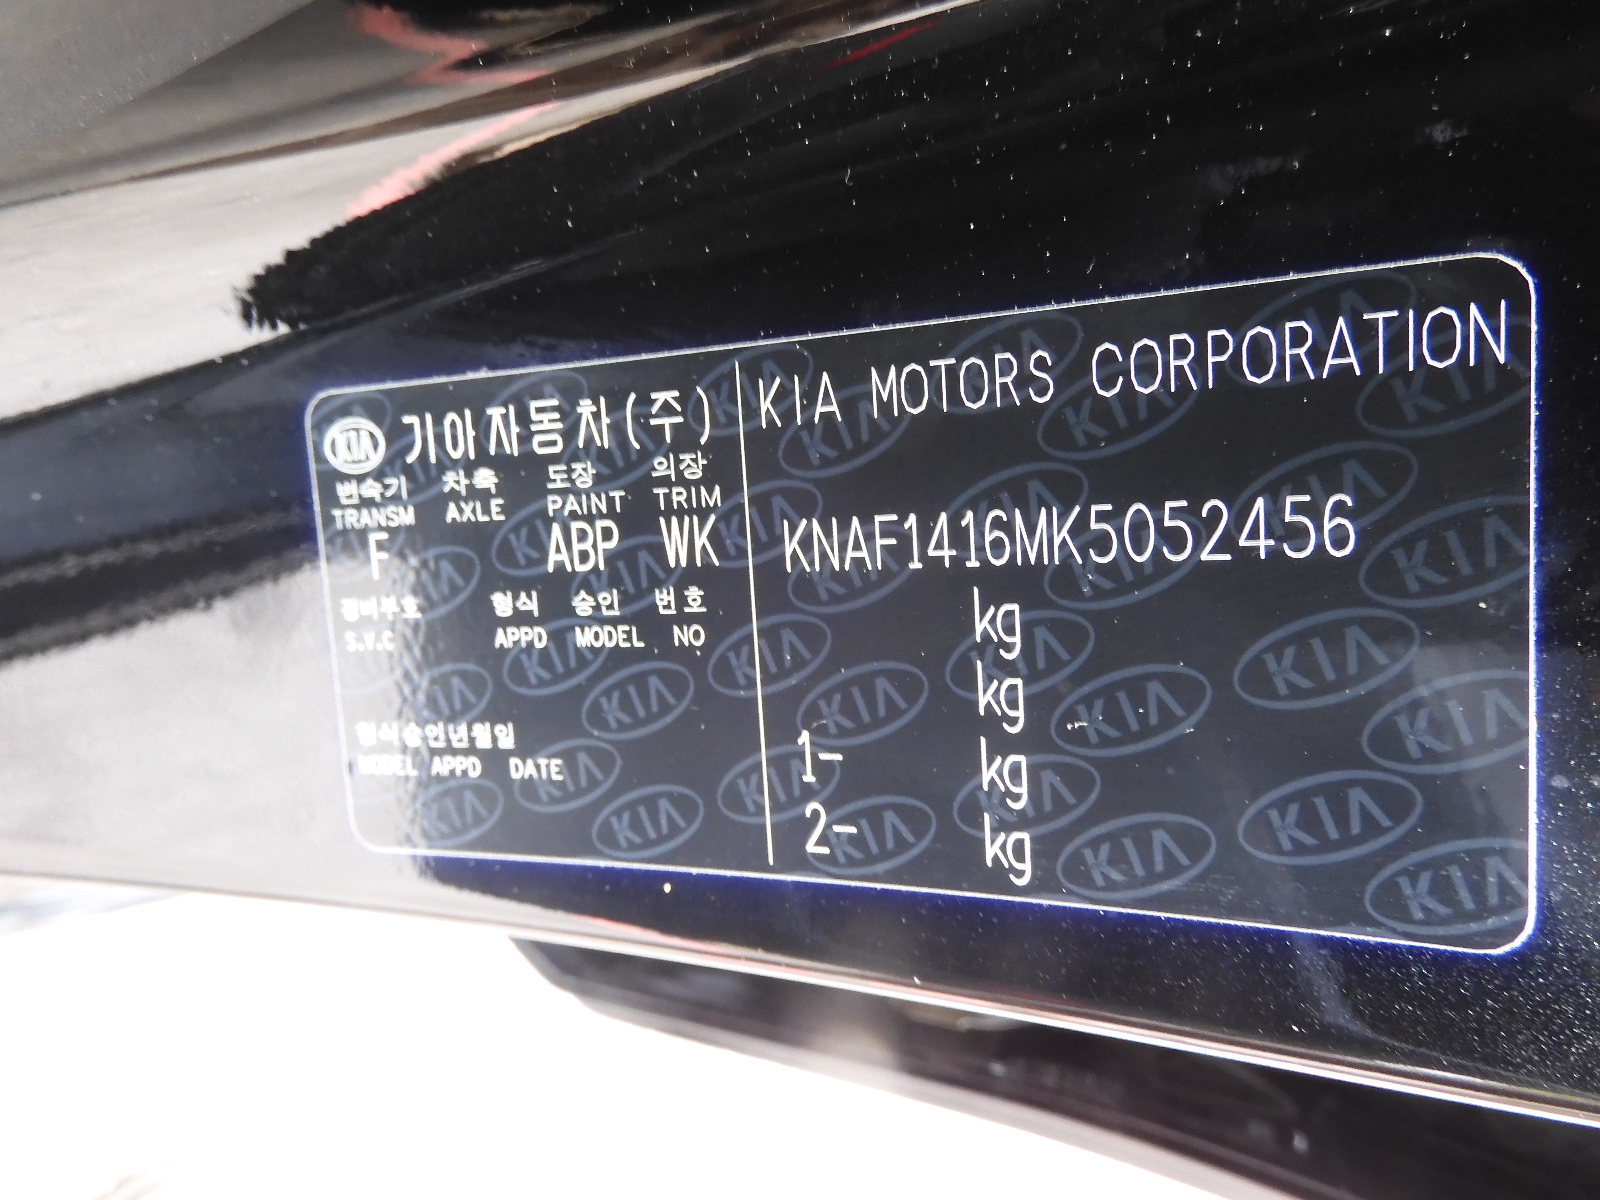 KIA 기아자동차(주)
변속기 차축 도장 의장
TRANSM AXLE PAINT TRIM
F ABP WK
정비부호 형식 승인 번호
S.V.C APPD MODEL NO
형식승인년월일
MODEL APPD DATE
KIA MOTORS CORPORATION
KNAF1416MK5052456
kg
kg
1- kg
2- kg